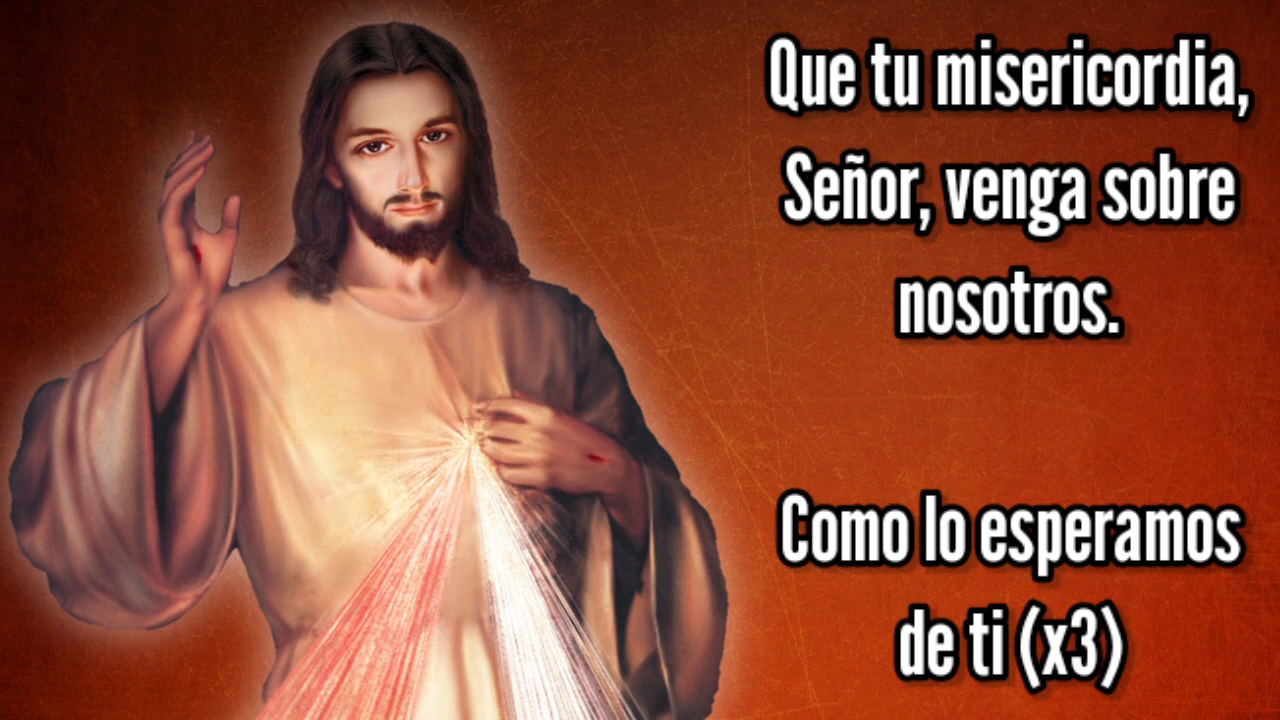 Que tu misericordia,
Señor, venga sobre
nosotros.
Como lo esperamos
de ti (x3)